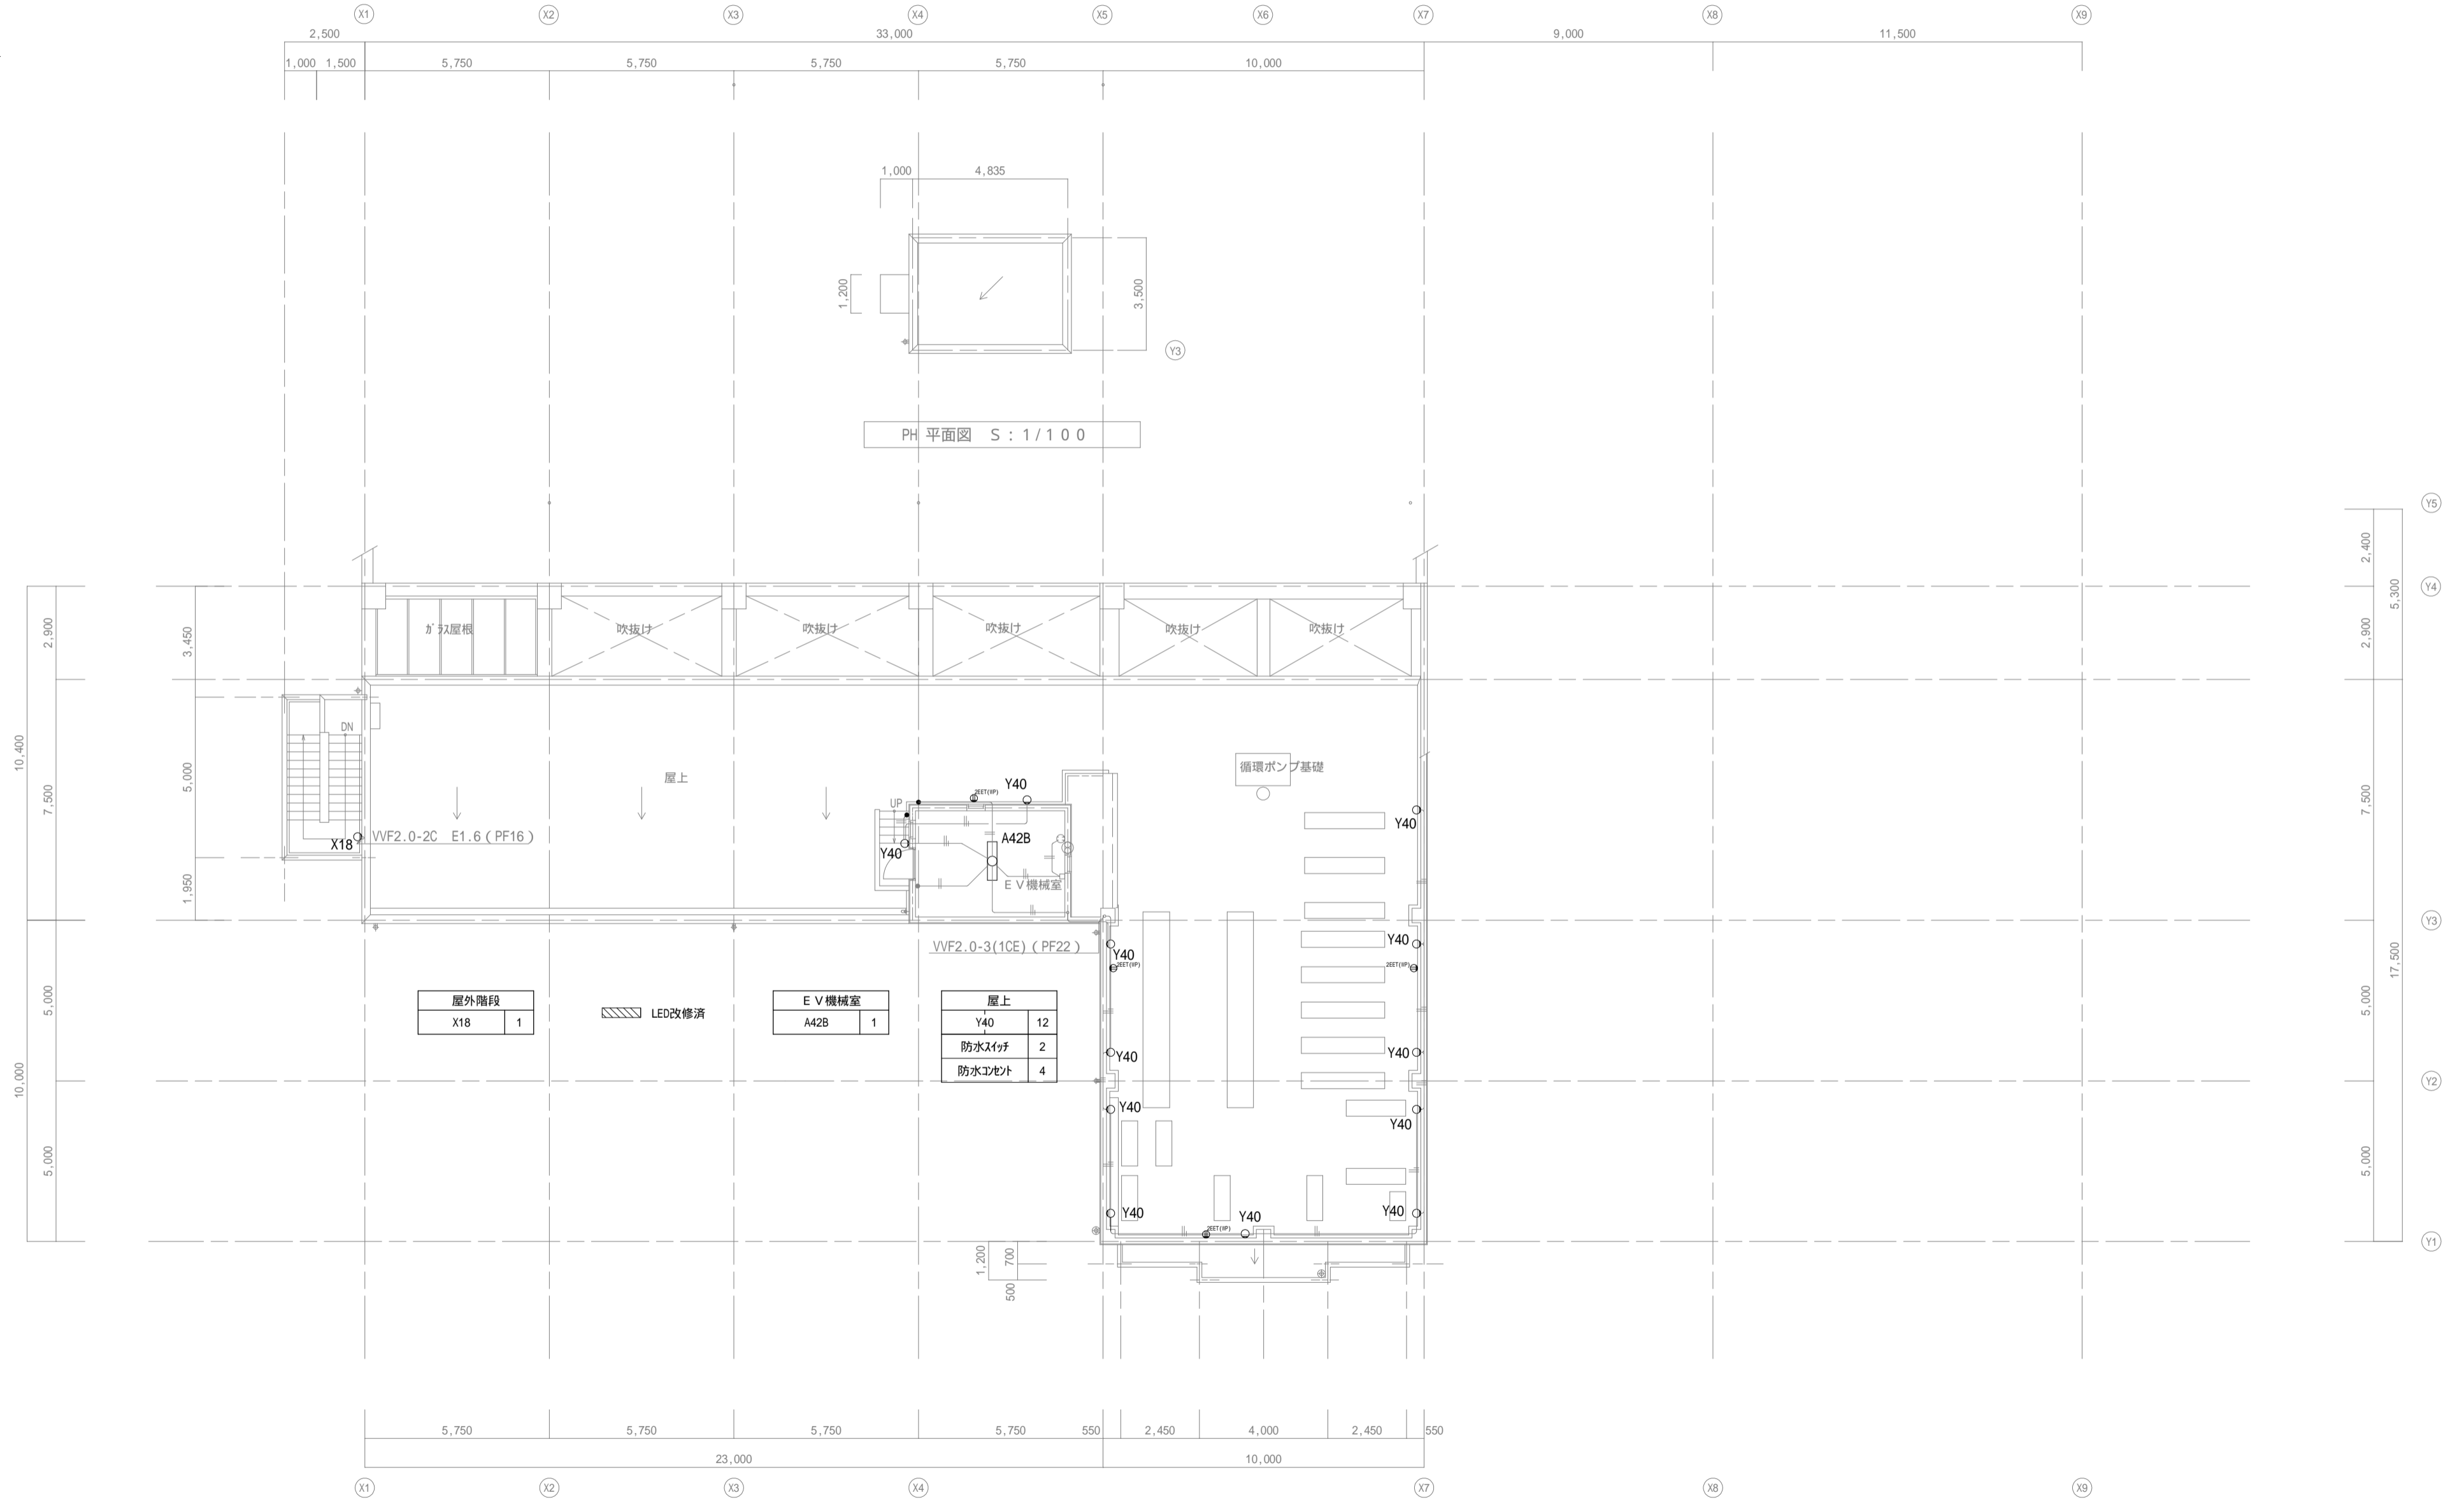 X1 X2 X3 X4 X5 X6 X7 X8 X9
2,500 33,000 9,000 11,500
1,000 1,500 5,750 5,750 5,750 5,750 10,000
1,000 4,835
1,200 3,500
Y3
PH 平面図 S：1/100
Y5
2,400
Y4
5,300
2,900 3,450 ガラス屋根 吹抜け 吹抜け 吹抜け 吹抜け 吹抜け 2,900
DN
10,400 7,500 5,000 屋上 循環ポンプ基礎 7,500
2EET(WP) Y40
UP
Y40
X18 VVF2.0-2C E1.6（PF16）
A42B
Y40
EV機械室
1,950
Y3
VVF2.0-3(1CE)（PF22）
Y40 Y40
2EET(WP) 2EET(WP)
17,500
屋外階段
X18 1
LED改修済
EV機械室
A42B 1
屋上
Y40 12
防水スイッチ 2
防水コンセント 4
5,000 5,000
Y40 Y40
10,000
Y2
Y40 Y40
5,000 5,000
Y40 Y40 Y40
2EET(WP)
Y1
1,200 700
500
5,750 5,750 5,750 5,750 550 2,450 4,000 2,450 550
23,000 10,000
X1 X2 X3 X4 X7 X8 X9